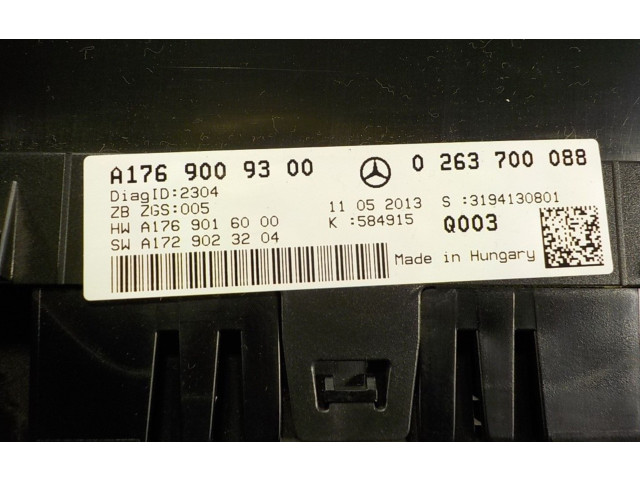 A176 900 93 00 0 263 700 088
DiagID:2304
ZB ZGS:005 11 05 2013 S :3194130801
HW A176 901 60 00 K :584915 Q003
SW A172 902 32 04
Made in Hungary